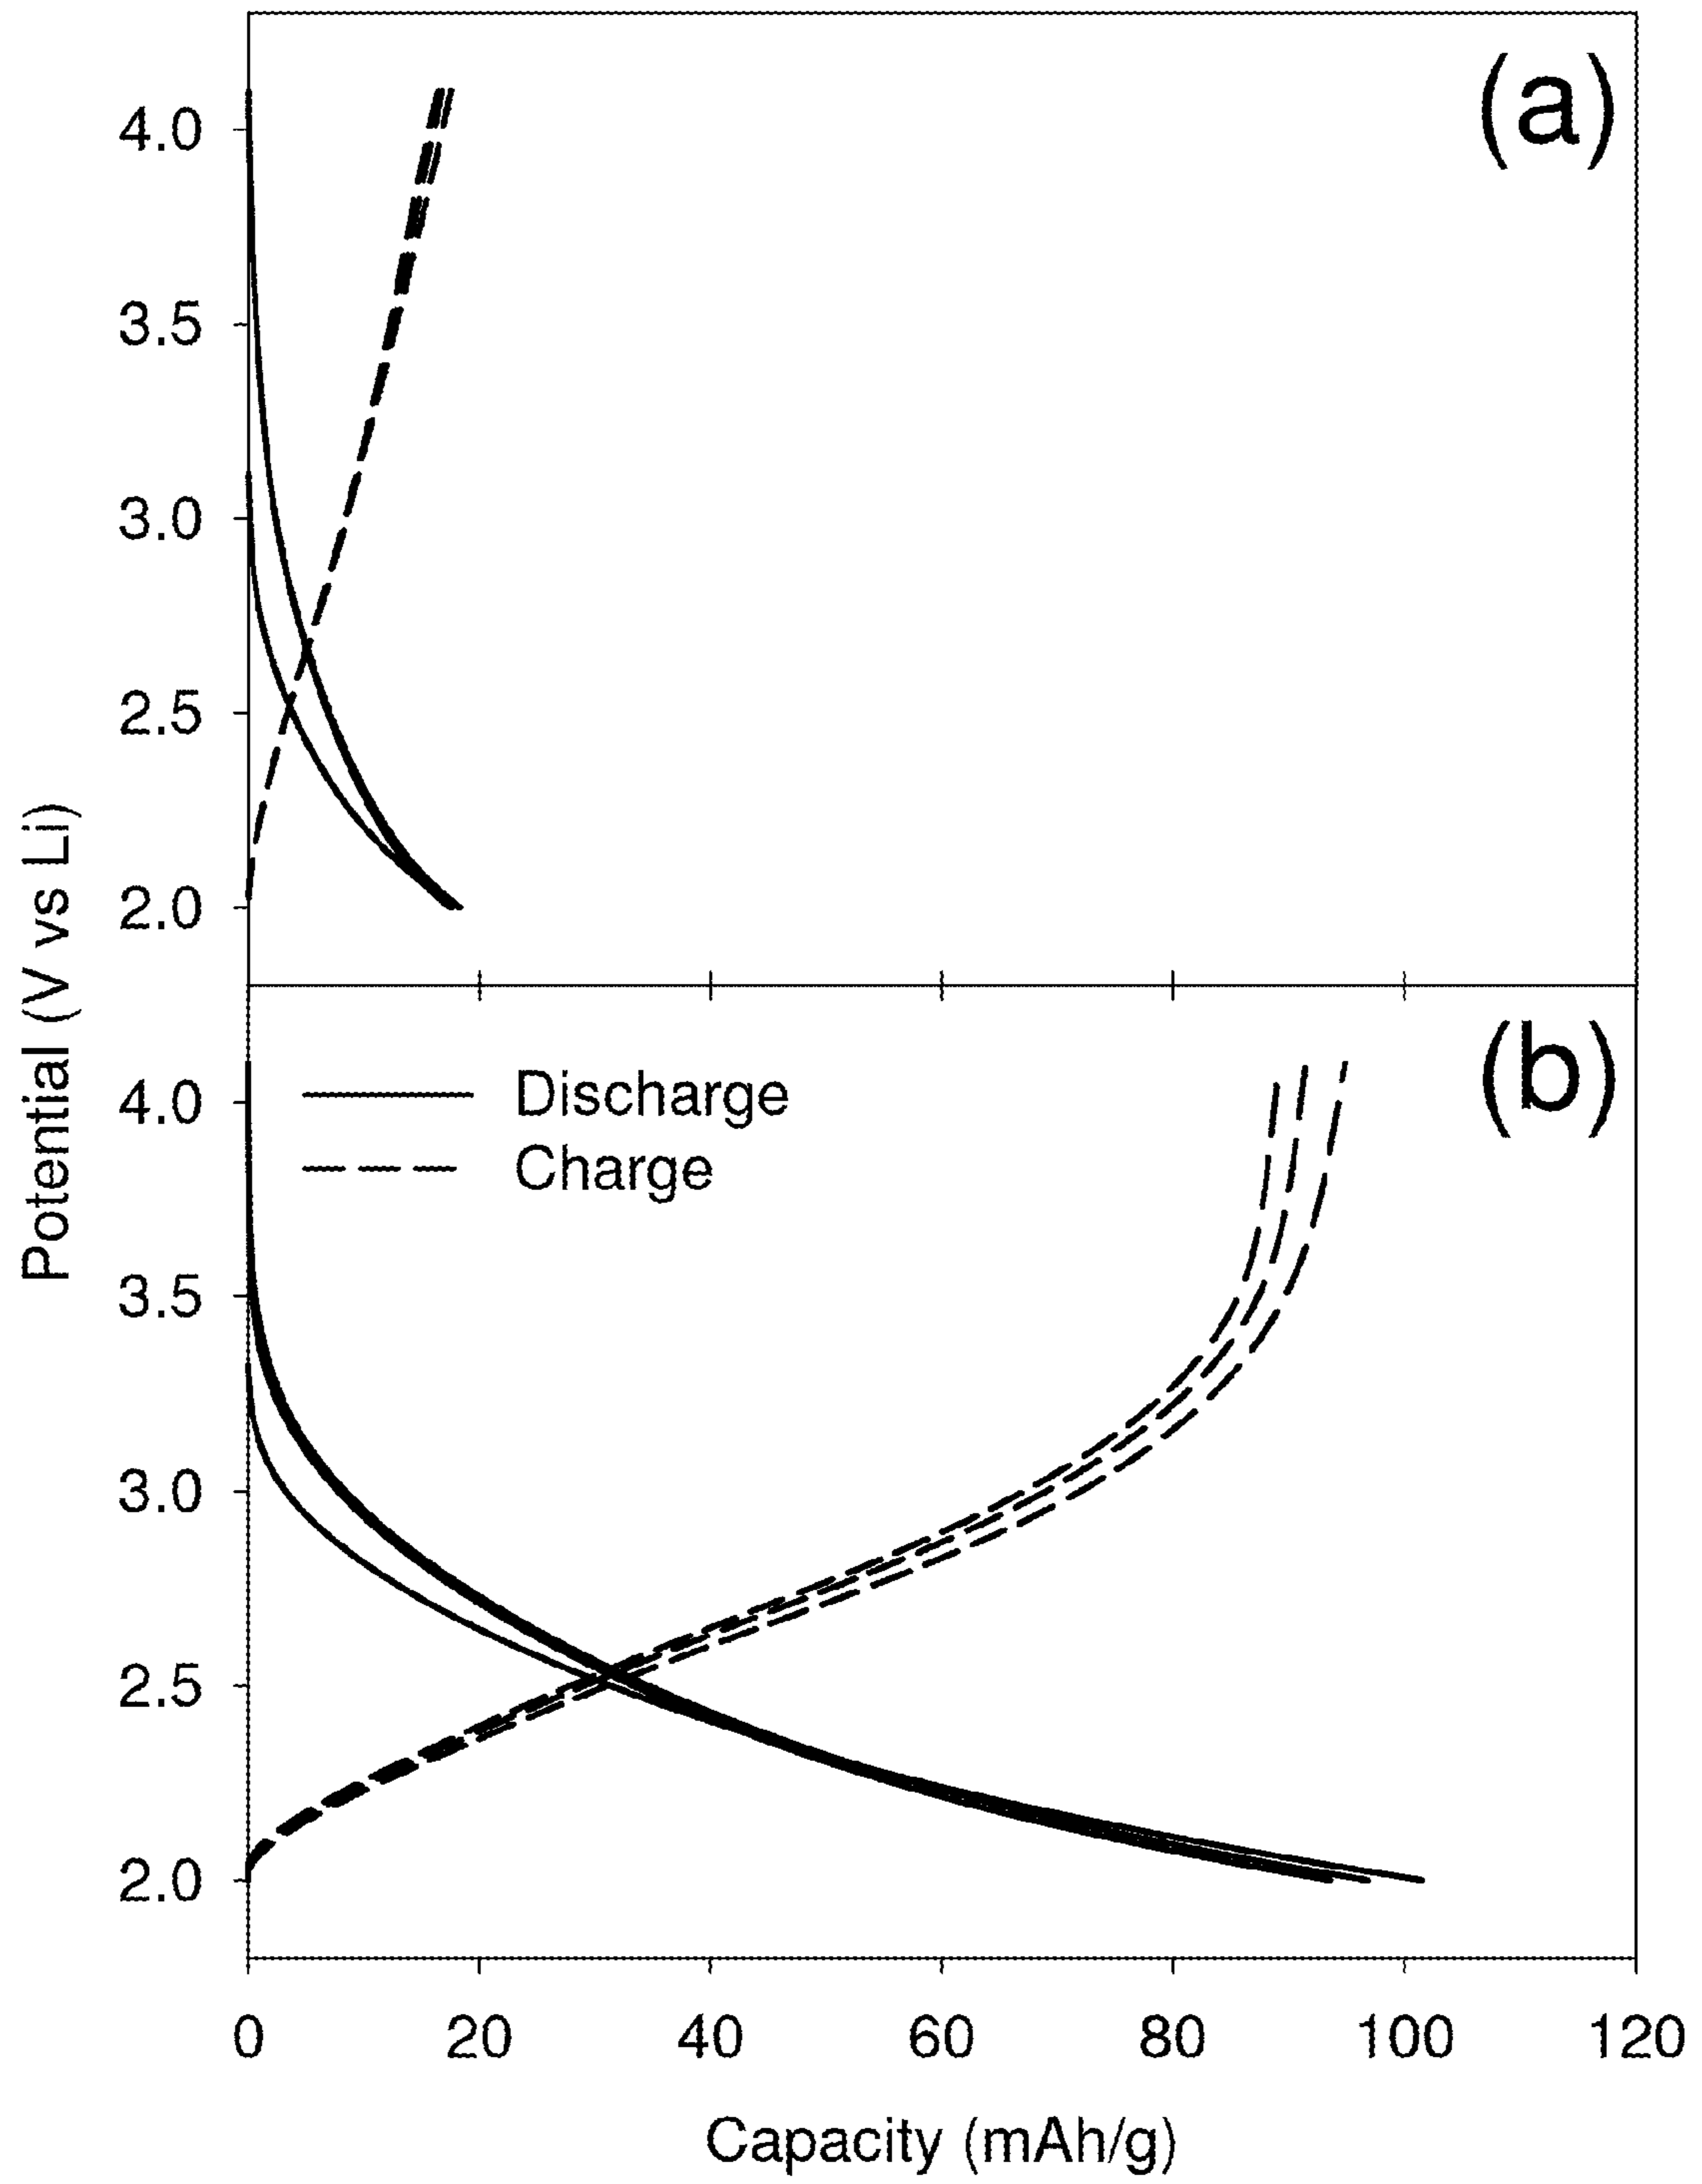 (a)
4.0
3.5
3.0
2.5
2.0
Potential (V vs Li)
(b)
Discharge
Charge
4.0
3.5
3.0
2.5
2.0
0 20 40 60 80 100 120
Capacity (mAh/g)